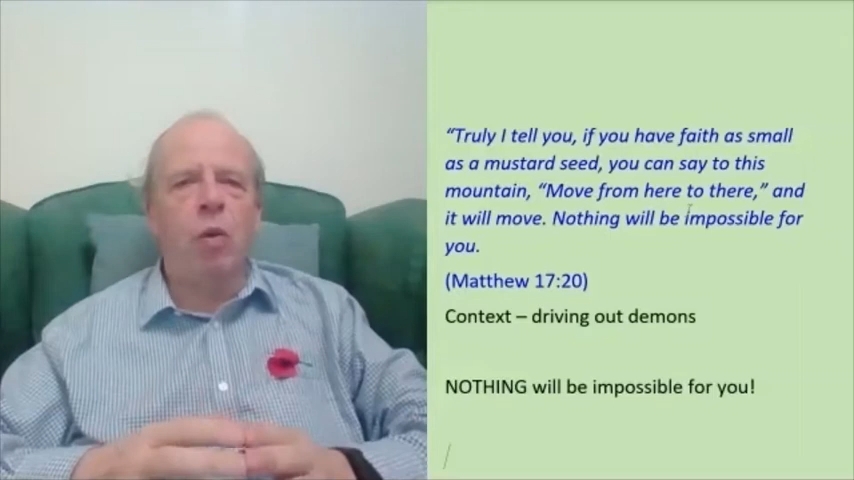 “Truly I tell you, if you have faith as small
as a mustard seed, you can say to this
mountain, “Move from here to there,” and
it will move. Nothing will be impossible for
you.
(Matthew 17:20)
Context – driving out demons
NOTHING will be impossible for you!